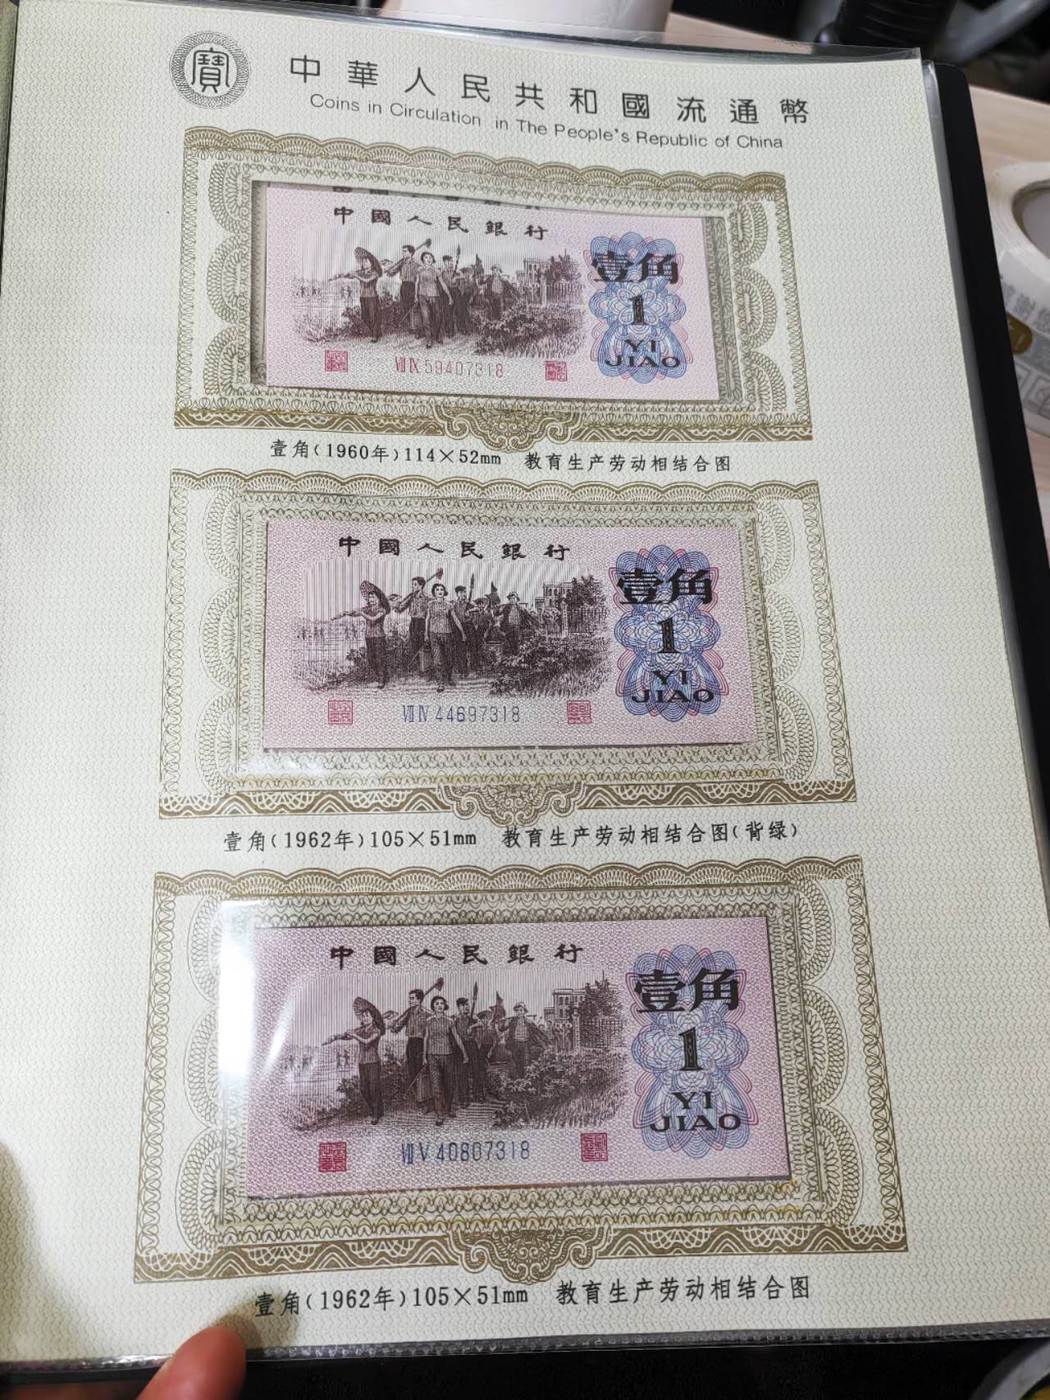 寶
中華人民共和國流通幣
Coins in Circulation in The People's Republic of China
中國人民銀行
壹角
1
YI
JIAO
ⅧⅨ59407318
壹角(1960年)114×52mm 教育生产劳动相结合图
中國人民銀行
壹角
1
YI
JIAO
ⅧⅣ44697318
壹角(1962年)105×51mm 教育生产劳动相结合图(背绿)
中國人民銀行
壹角
1
YI
JIAO
ⅧⅤ40807318
壹角(1962年)105×51mm 教育生产劳动相结合图